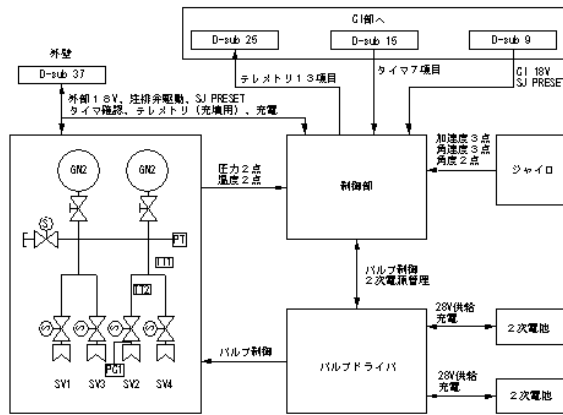 GI部へ
D-sub 25
D-sub 15
D-sub 9
外壁
D-sub 37
テレメトリ13項目
タイマ7項目
GI 18V
SJ PRESET
外部18V、注排弁駆動、SJ PRESET
タイマ確認、テレメトリ(充填用)、充電
GN2
GN2
圧力2点
温度2点
制御部
加速度3点
角速度3点
角度2点
ジャイロ
S
PT
TT1
TT2
バルブ制御
2次電源管理
S
S
S
S
PG1
SV1
SV3
SV2
SV4
バルブ制御
バルブドライバ
28V供給
充電
2次電池
28V供給
充電
2次電池